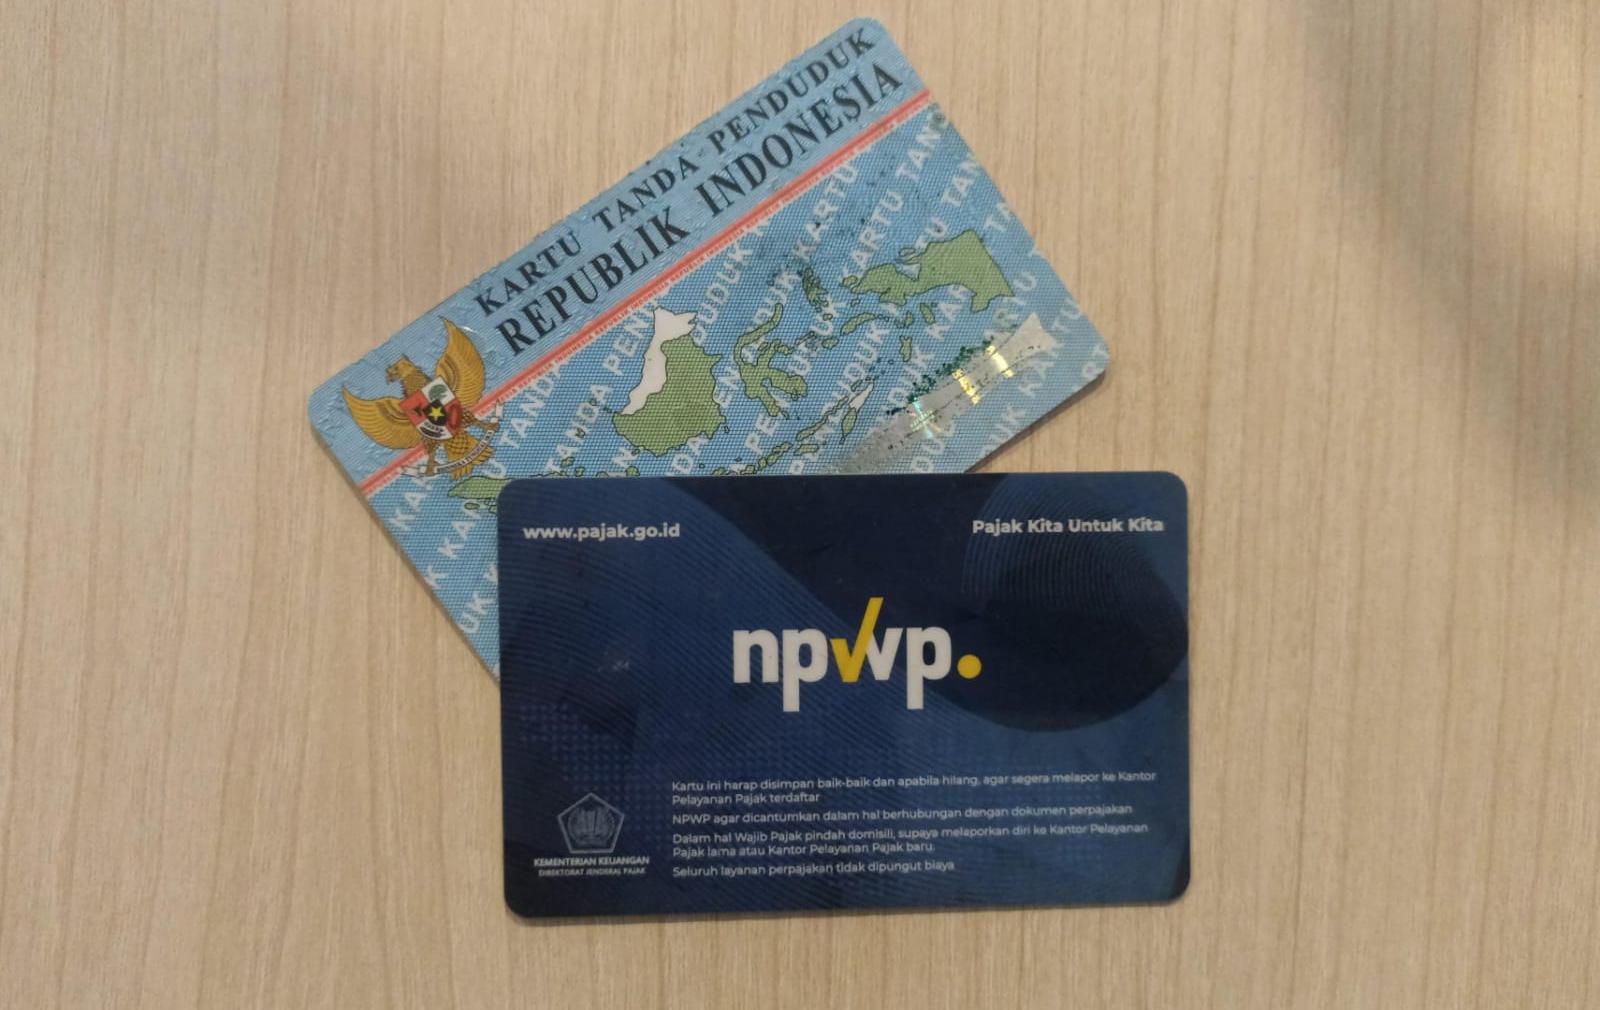 KARTU TANDA PENDUDUK
REPUBLIK INDONESIA
www.pajak.go.id
Pajak Kita Untuk Kita
npwp.
Kartu ini harap disimpan baik-baik dan apabila hilang, agar segera melapor ke Kantor
Pelayanan Pajak terdaftar
NPWP agar dicantumkan dalam hal berhubungan dengan dokumen perpajakan
Dalam hal Wajib Pajak pindah domisili, supaya melaporkan diri ke Kantor Pelayanan
Pajak lama atau Kantor Pelayanan Pajak baru.
Seluruh layanan perpajakan tidak dipungut biaya
KEMENTERIAN KEUANGAN
DIREKTORAT JENDERAL PAJAK